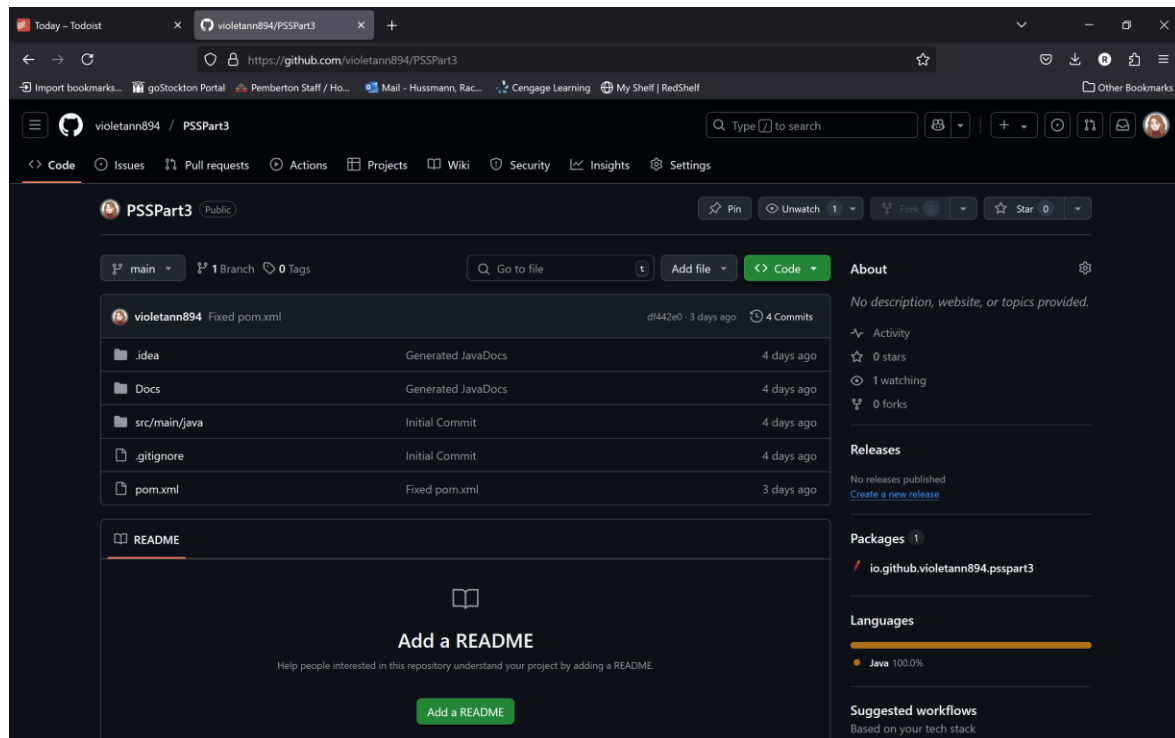 Today – Todoist
violetann894/PSSPart3
https://github.com/violetann894/PSSPart3
R
Import bookmarks...
goStockton Portal
Pemberton Staff / Ho...
Mail - Hussmann, Rac...
Cengage Learning
My Shelf | RedShelf
Other Bookmarks
violetann894 / PSSPart3
Type / to search
Code
Issues
Pull requests
Actions
Projects
Wiki
Security
Insights
Settings
PSSPart3 Public
Pin
Unwatch 1
Fork 0
Star 0
main
1 Branch
0 Tags
Go to file
t
Add file
Code
violetann894 Fixed pom.xml
df442e0 · 3 days ago
4 Commits
.idea Generated JavaDocs 4 days ago
Docs Generated JavaDocs 4 days ago
src/main/java Initial Commit 4 days ago
.gitignore Initial Commit 4 days ago
pom.xml Fixed pom.xml 3 days ago
README
Add a README
Help people interested in this repository understand your project by adding a README.
Add a README
About
No description, website, or topics provided.
Activity
0 stars
1 watching
0 forks
Releases
No releases published
Create a new release
Packages 1
io.github.violetann894.psspart3
Languages
Java 100.0%
Suggested workflows
Based on your tech stack